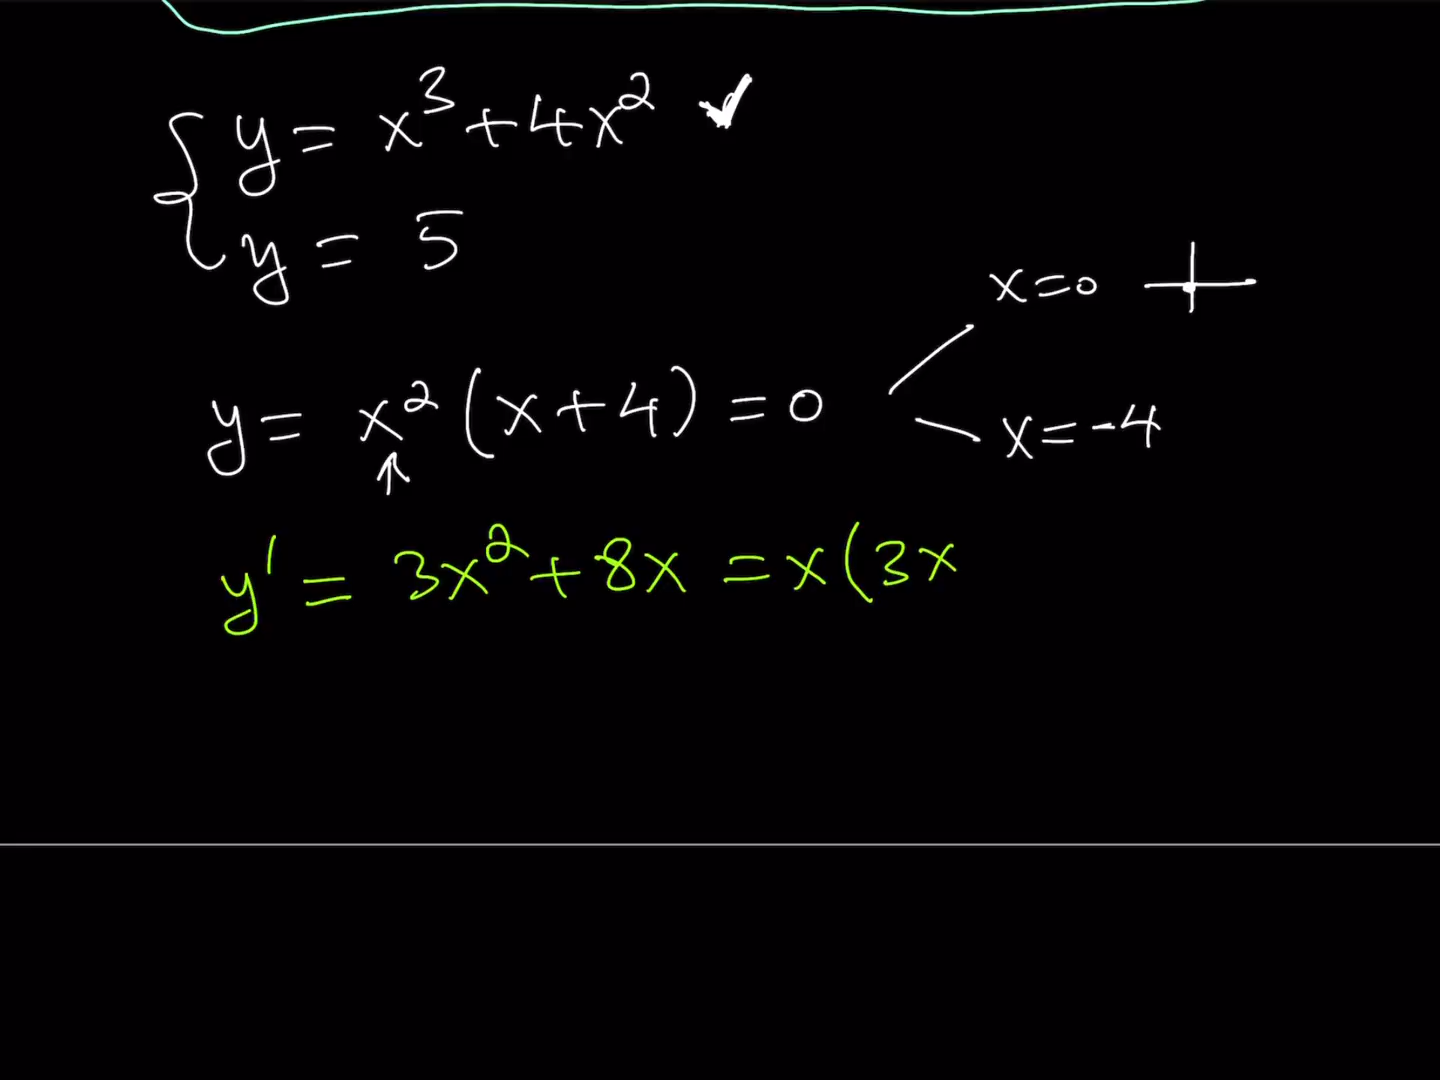 y = x³ + 4x² ✓
y = 5
x = 0
y = x² (x + 4) = 0
x = -4
↑
y' = 3x² + 8x = x(3x